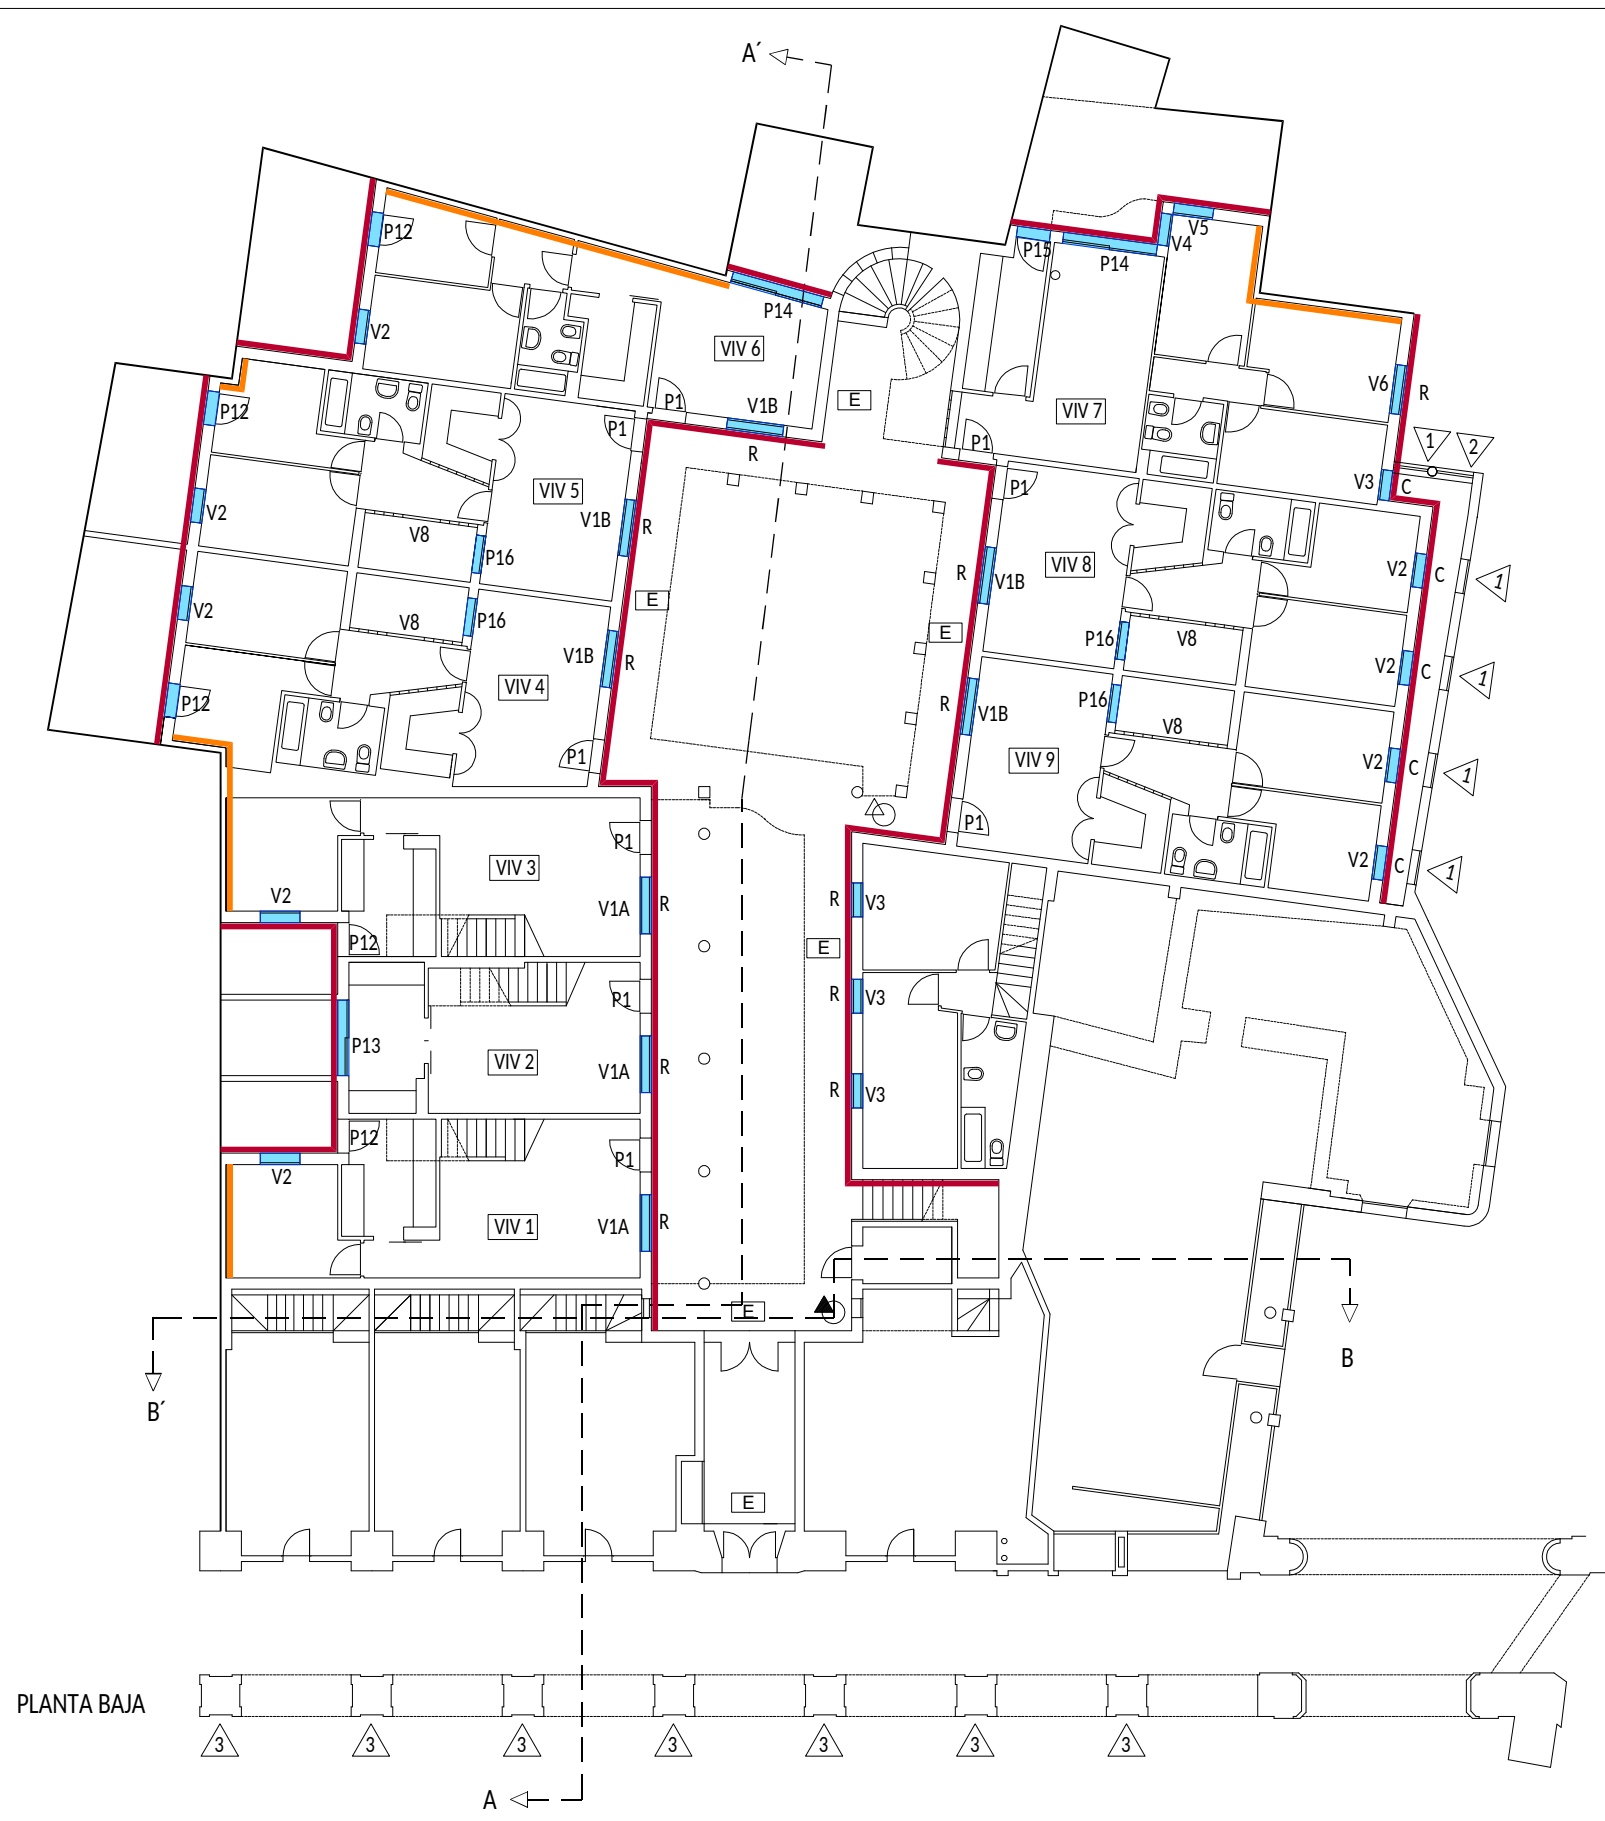 A´
P12
V5
V4
P15
P14
P14
V2
VIV 6
V6
R
E
P1
V1B
VIV 7
P12
P1
P1
1
2
R
V3
C
VIV 5
P1
V2
V1B
R
V8
P16
R
VIV 8
V1B
V2
C
1
E
V2
V8
P16
E
P16
V8
V1B
R
V2
C
1
VIV 4
P12
R
V1B
P16
V8
P1
VIV 9
V2
C
1
P1
P1
VIV 3
V2
C
1
V2
V1A
R
R
V3
P12
E
P1
R
V3
P13
VIV 2
V1A
R
R
V3
P12
P1
V2
VIV 1
V1A
R
E
B
B´
E
PLANTA BAJA
3
3
3
3
3
3
3
A